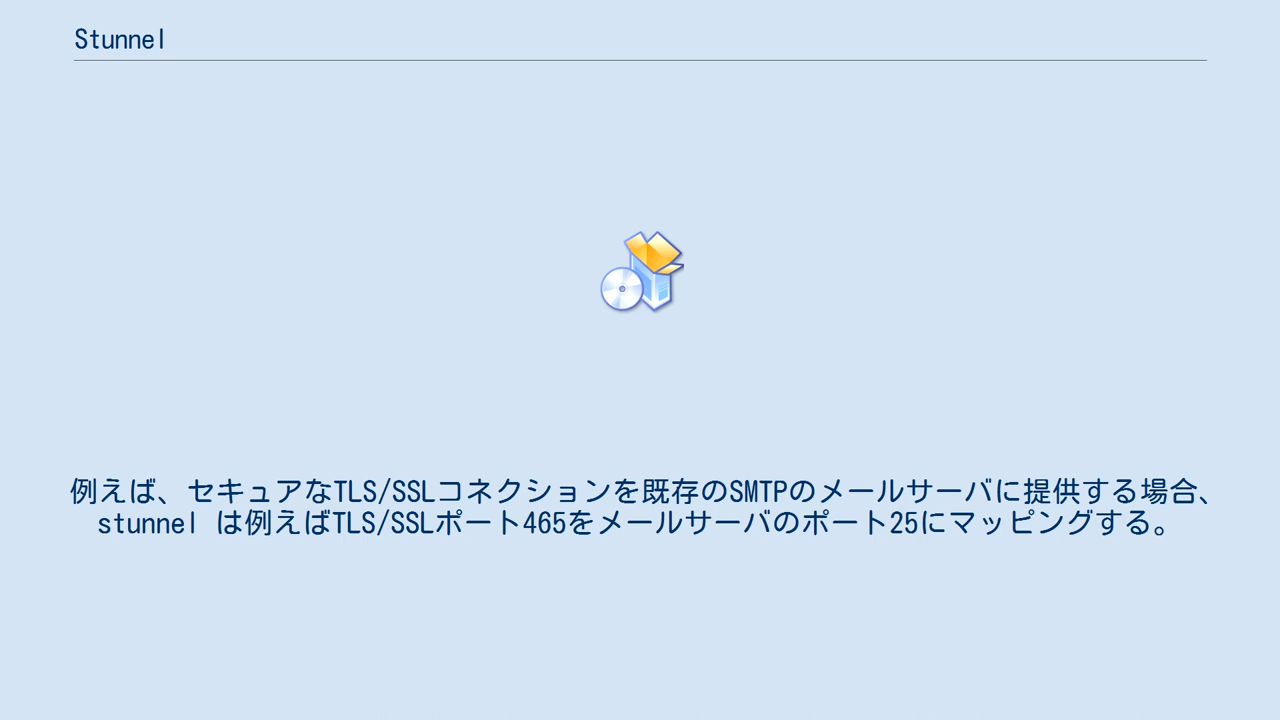 Stunnel
例えば、セキュアなTLS/SSLコネクションを既存のSMTPのメールサーバに提供する場合、
stunnel は例えばTLS/SSLポート465をメールサーバのポート25にマッピングする。